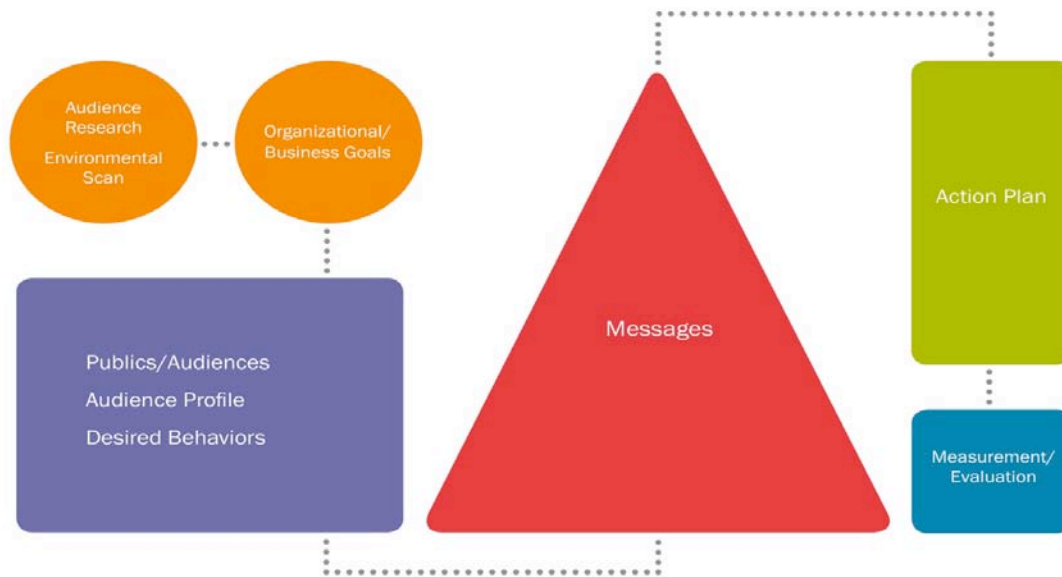 Audience
Research
Environmental
Scan
Organizational/
Business Goals
Publics/Audiences
Audience Profile
Desired Behaviors
Messages
Action Plan
Measurement/
Evaluation